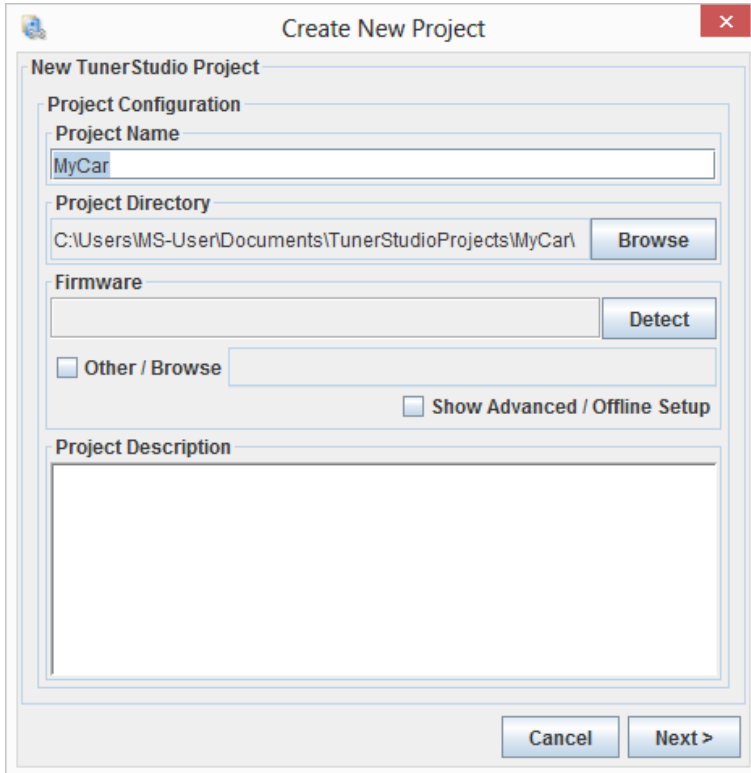 Create New Project
New TunerStudio Project
Project Configuration
Project Name
MyCar
Project Directory
C:\Users\MS-User\Documents\TunerStudioProjects\MyCar\ Browse
Firmware
Detect
Other / Browse
Show Advanced / Offline Setup
Project Description
Cancel Next >